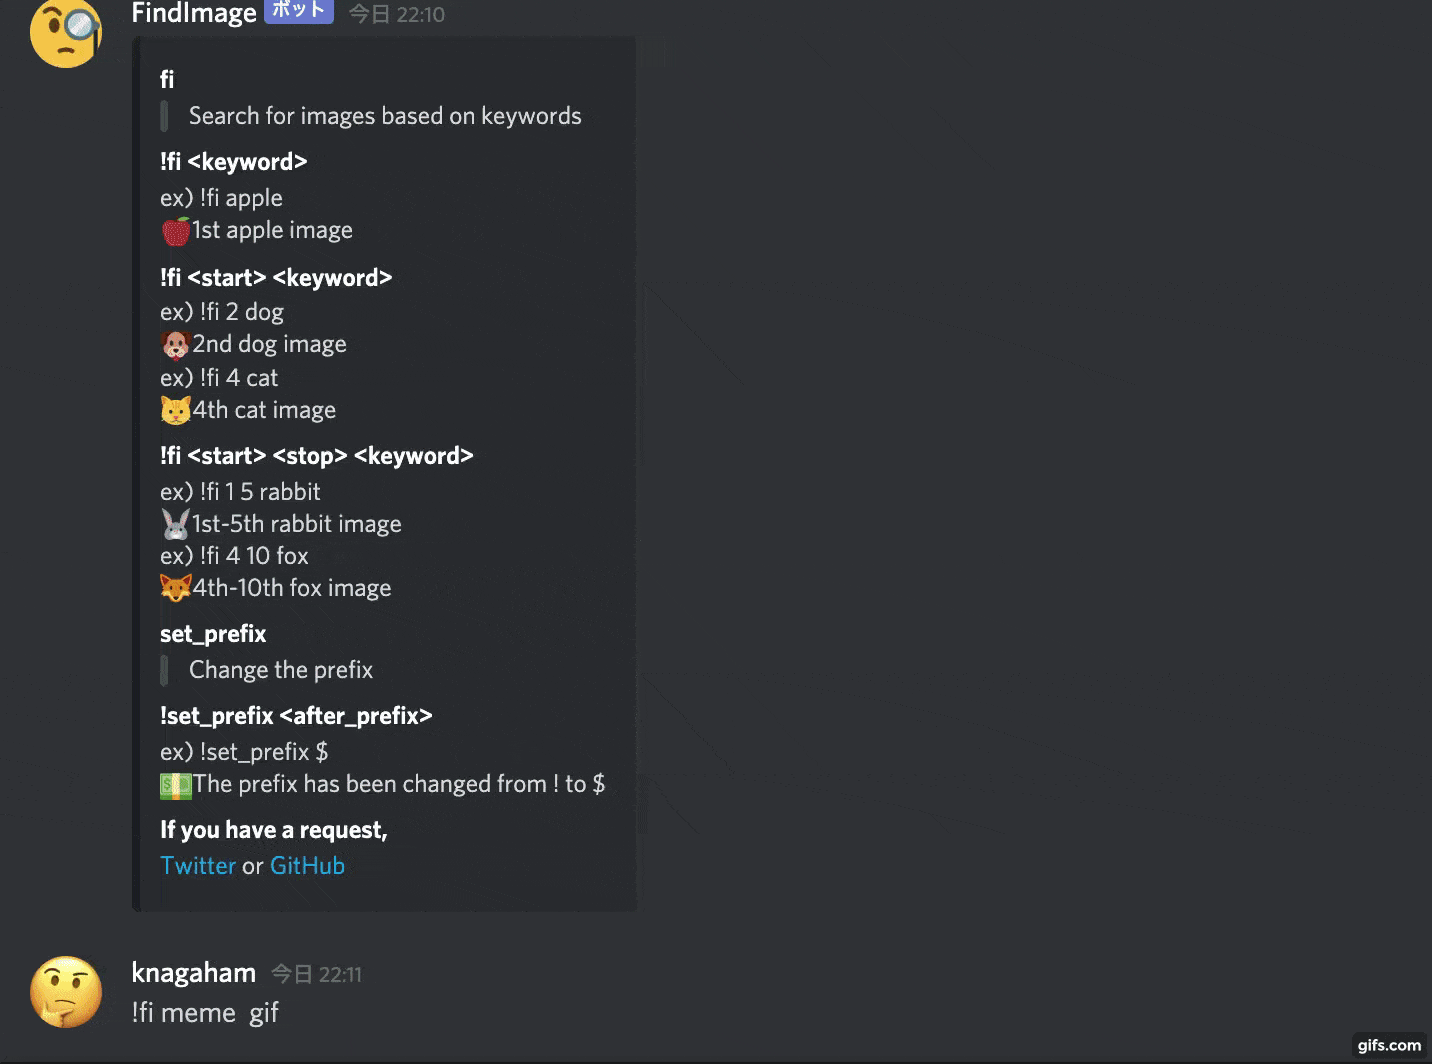 FindImage ボット 今日 22:10
fi
Search for images based on keywords
!fi <keyword>
ex) !fi apple
1st apple image
!fi <start> <keyword>
ex) !fi 2 dog
2nd dog image
ex) !fi 4 cat
4th cat image
!fi <start> <stop> <keyword>
ex) !fi 1 5 rabbit
1st-5th rabbit image
ex) !fi 4 10 fox
4th-10th fox image
set_prefix
Change the prefix
!set_prefix <after_prefix>
ex) !set_prefix $
The prefix has been changed from ! to $
If you have a request,
Twitter or GitHub
knagaham 今日 22:11
!fi meme  gif
gifs.com